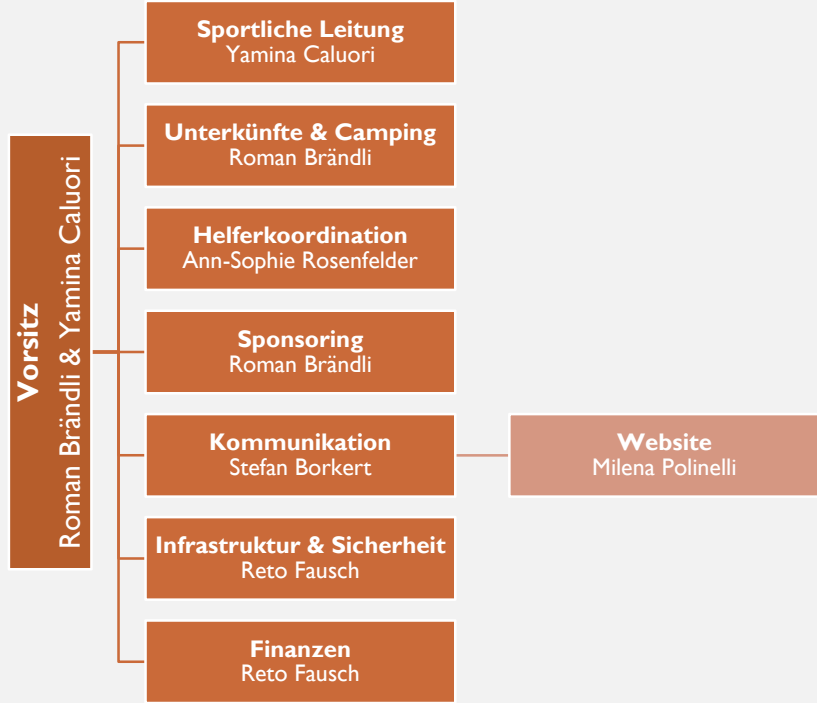 Vorsitz
Roman Brändli & Yamina Caluori
Sportliche Leitung
Yamina Caluori
Unterkünfte & Camping
Roman Brändli
Helferkoordination
Ann-Sophie Rosenfelder
Sponsoring
Roman Brändli
Kommunikation
Stefan Borkert
Website
Milena Polinelli
Infrastruktur & Sicherheit
Reto Fausch
Finanzen
Reto Fausch